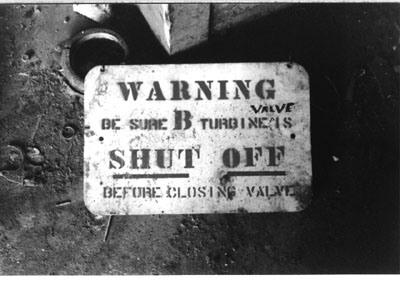 WARNING
VALVE
BE SURE B TURBINE IS
SHUT OFF
BEFORE CLOSING VALVE